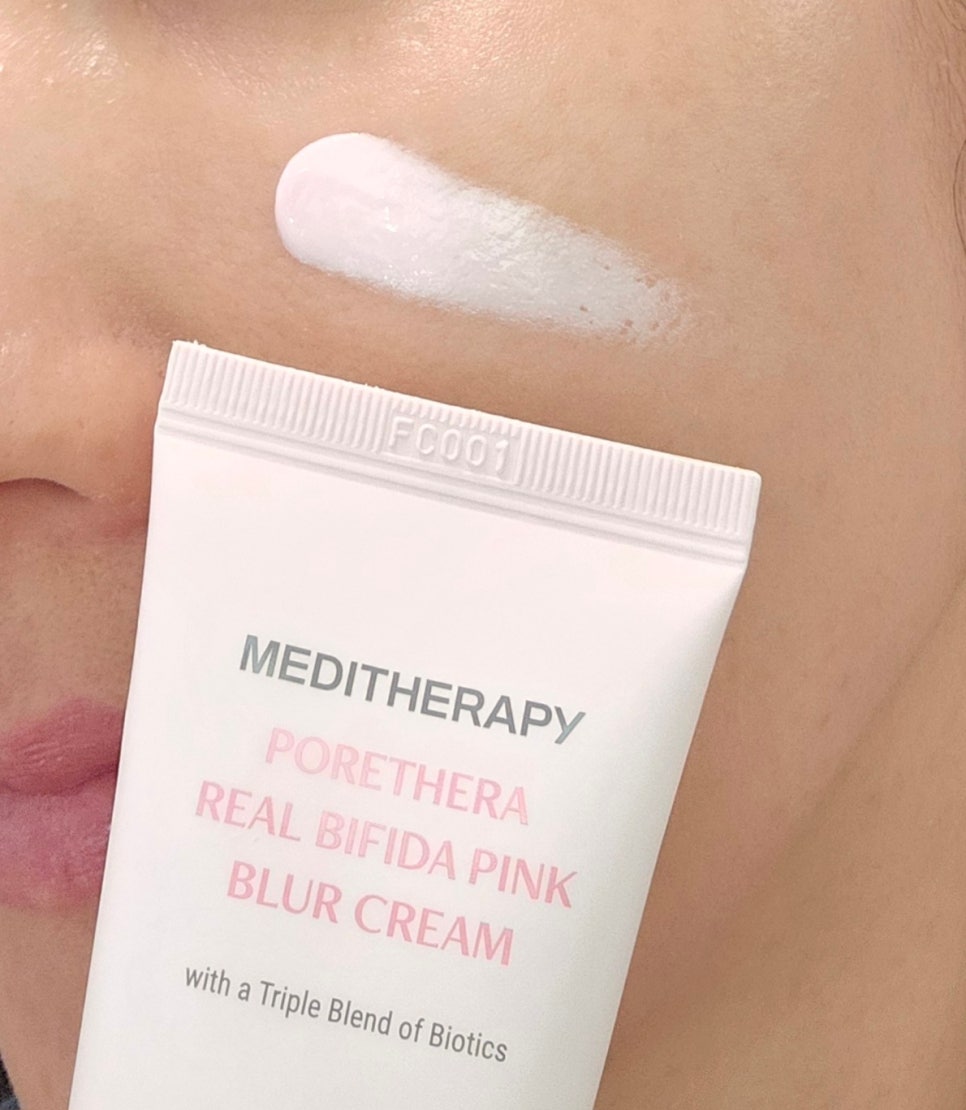 FC001
MEDITHERAPY
PORETHERA
REAL BIFIDA PINK
BLUR CREAM
with a Triple Blend of Biotics